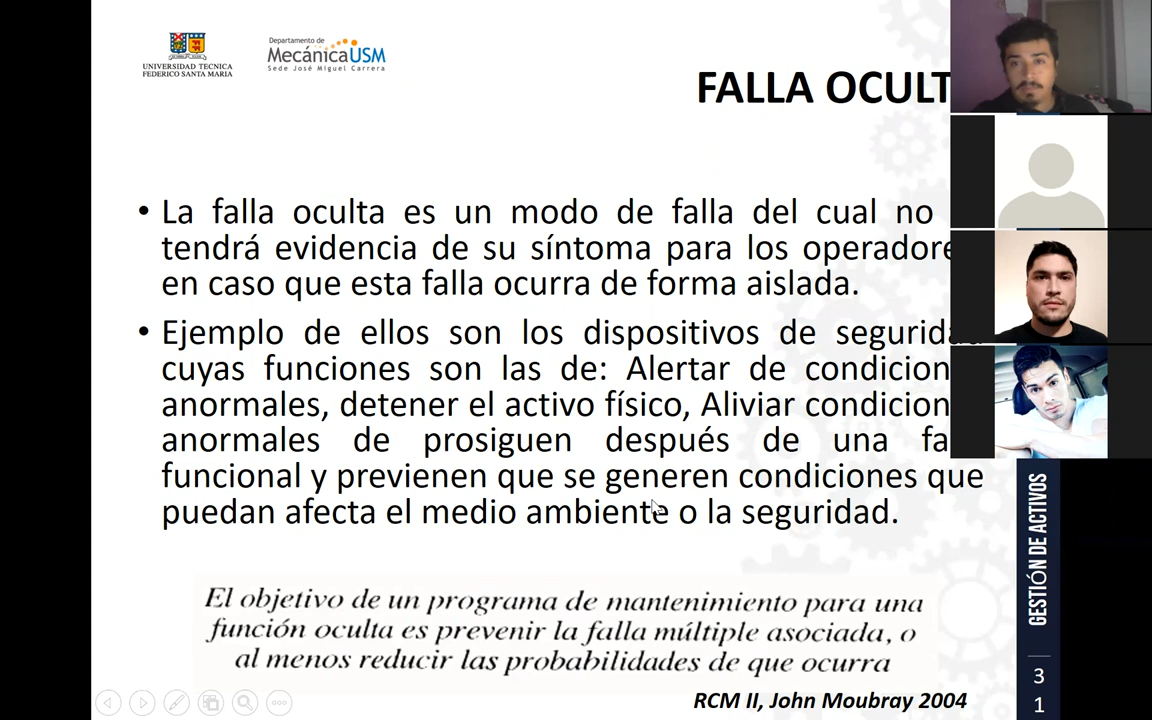 UNIVERSIDAD TECNICA
FEDERICO SANTA MARIA
Departamento de
MecánicaUSM
Sede José Miguel Carrera
FALLA OCULT
• La falla oculta es un modo de falla del cual no
tendrá evidencia de su síntoma para los operadore
en caso que esta falla ocurra de forma aislada.
• Ejemplo de ellos son los dispositivos de seguridad
cuyas funciones son las de: Alertar de condicion
anormales, detener el activo físico, Aliviar condicion
anormales de prosiguen después de una fa
funcional y previenen que se generen condiciones que
puedan afecta el medio ambiente o la seguridad.
El objetivo de un programa de mantenimiento para una
función oculta es prevenir la falla múltiple asociada, o
al menos reducir las probabilidades de que ocurra
RCM II, John Moubray 2004
GESTIÓN DE ACTIVOS
3
1